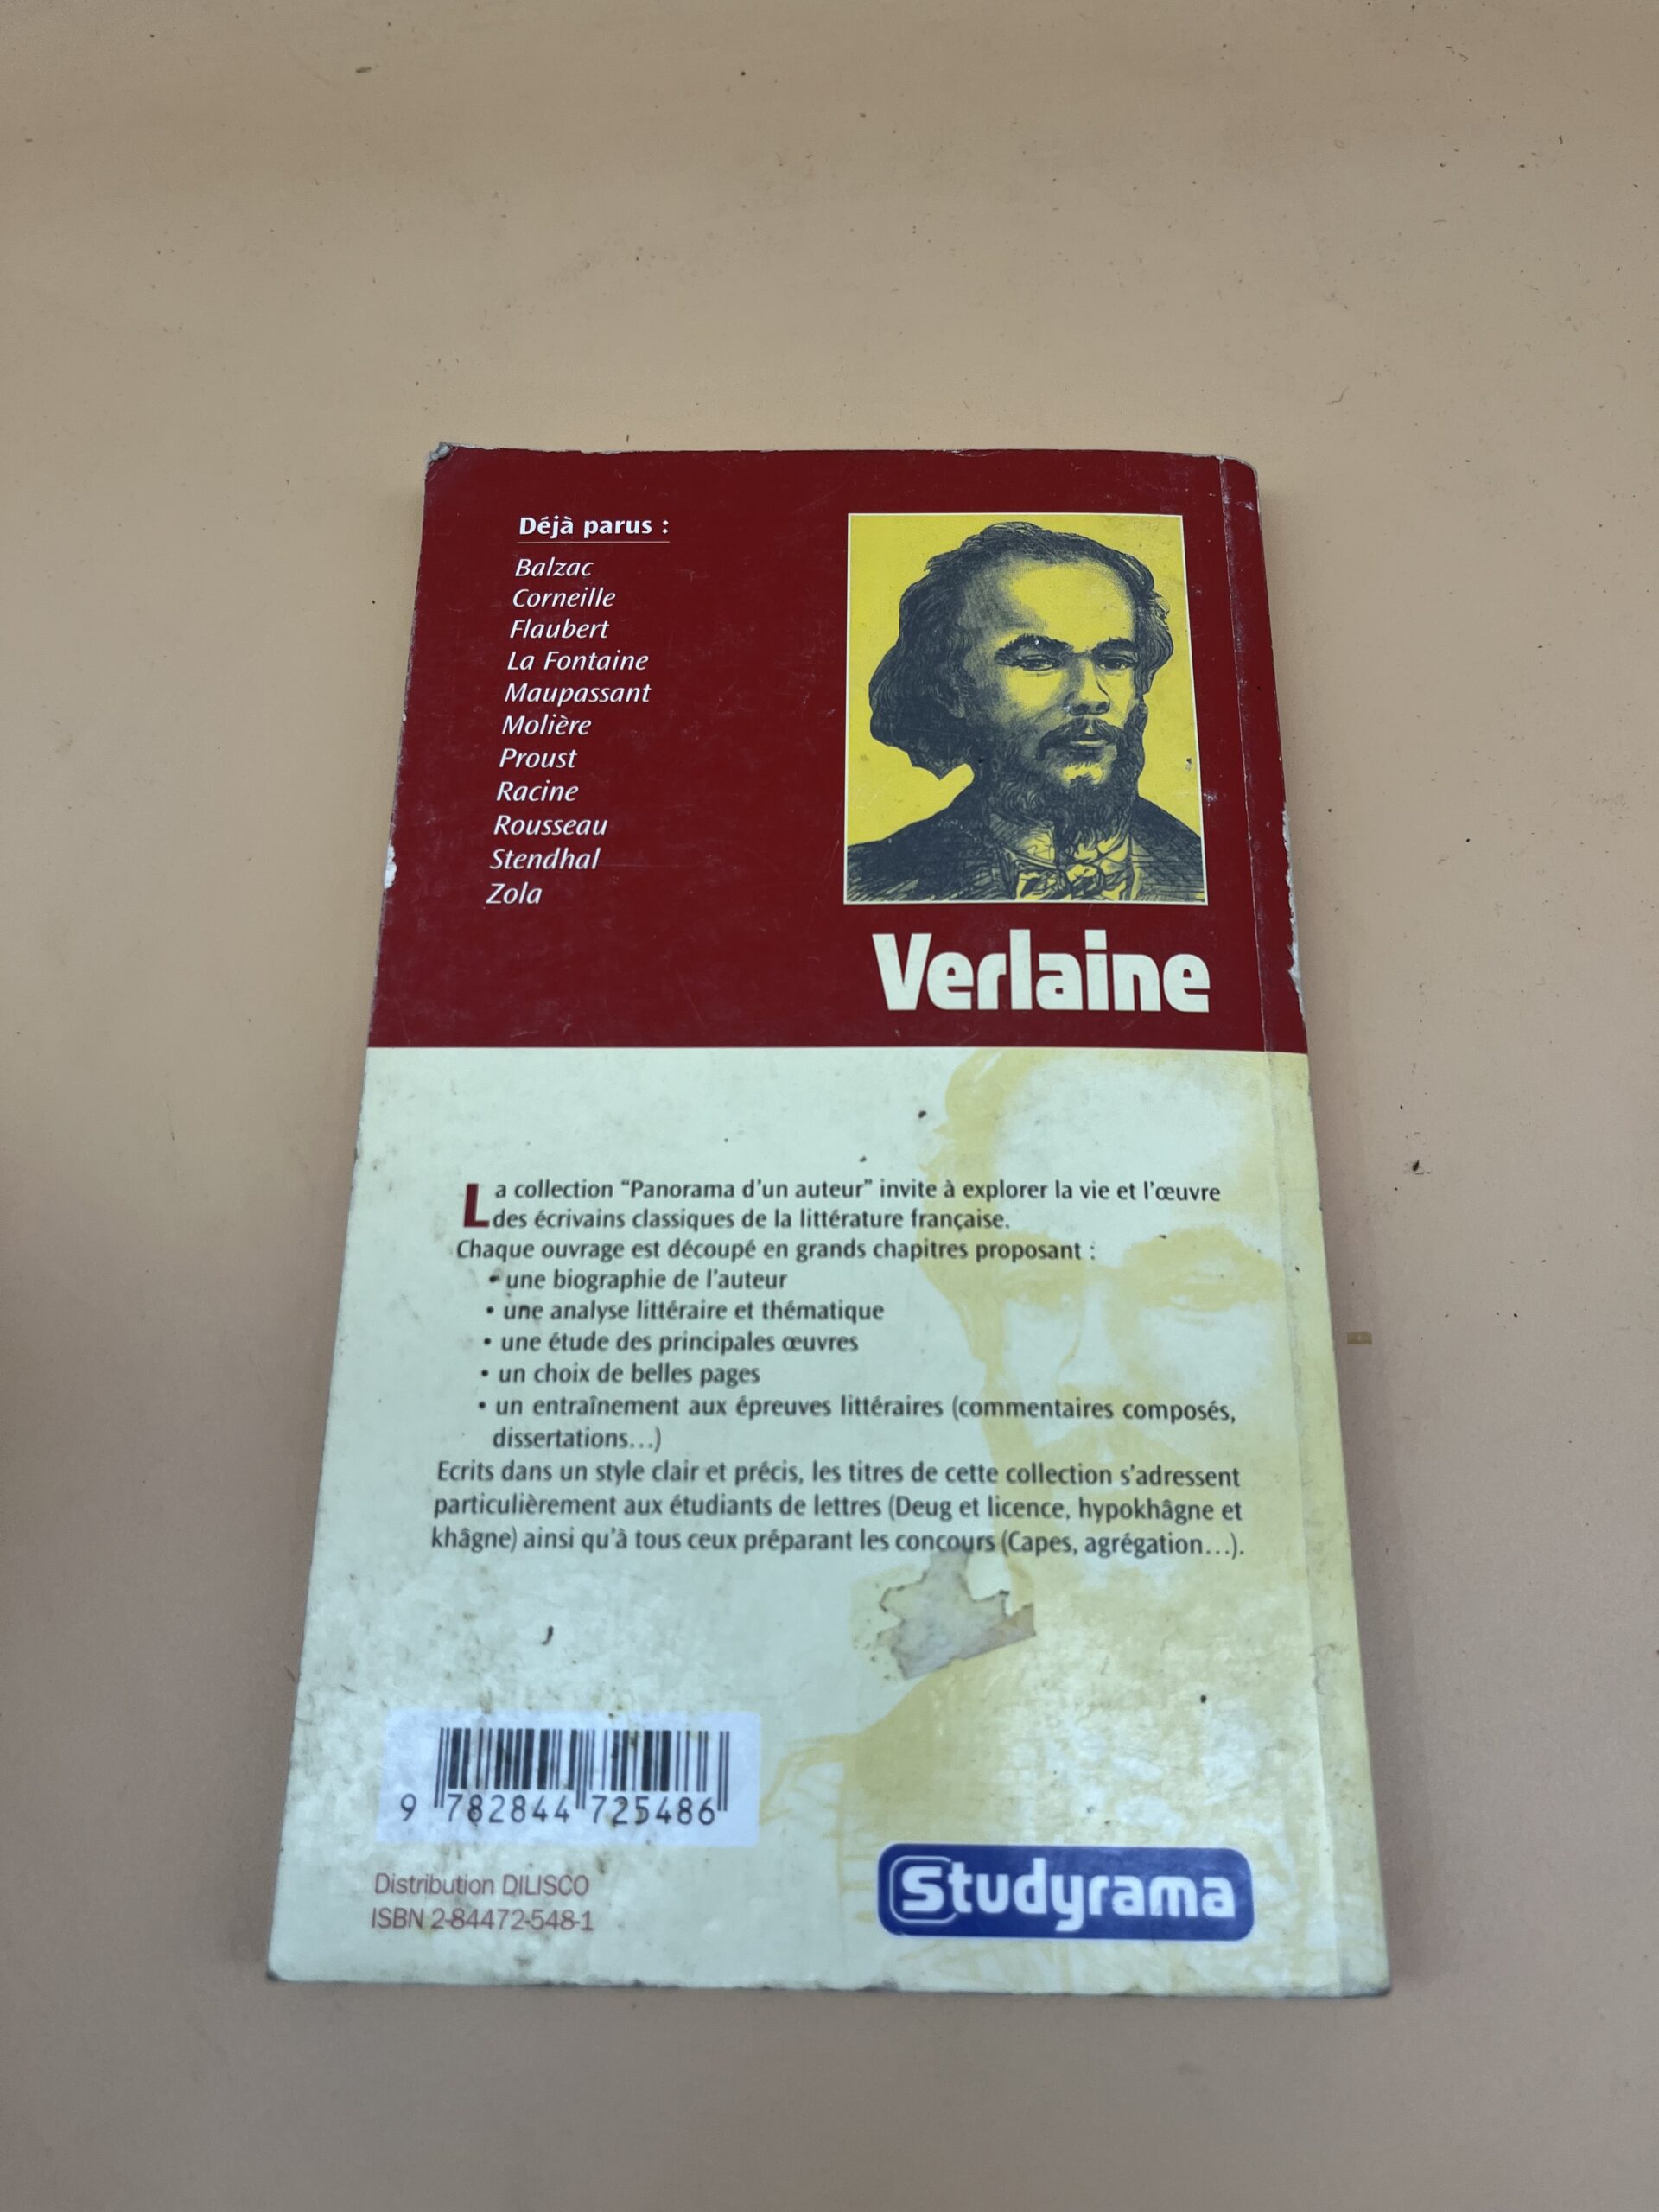 Déjà parus :
Balzac
Corneille
Flaubert
La Fontaine
Maupassant
Molière
Proust
Racine
Rousseau
Stendhal
Zola
Verlaine
La collection “Panorama d'un auteur” invite à explorer la vie et l'œuvre
des écrivains classiques de la littérature française.
Chaque ouvrage est découpé en grands chapitres proposant :
• une biographie de l'auteur
• une analyse littéraire et thématique
• une étude des principales œuvres
• un choix de belles pages
• un entraînement aux épreuves littéraires (commentaires composés,
dissertations...)
Ecrits dans un style clair et précis, les titres de cette collection s'adressent
particulièrement aux étudiants de lettres (Deug et licence, hypokhâgne et
khâgne) ainsi qu'à tous ceux préparant les concours (Capes, agrégation...).
9 782844 725486
Distribution DILISCO
ISBN 2-84472-548-1
Studyrama